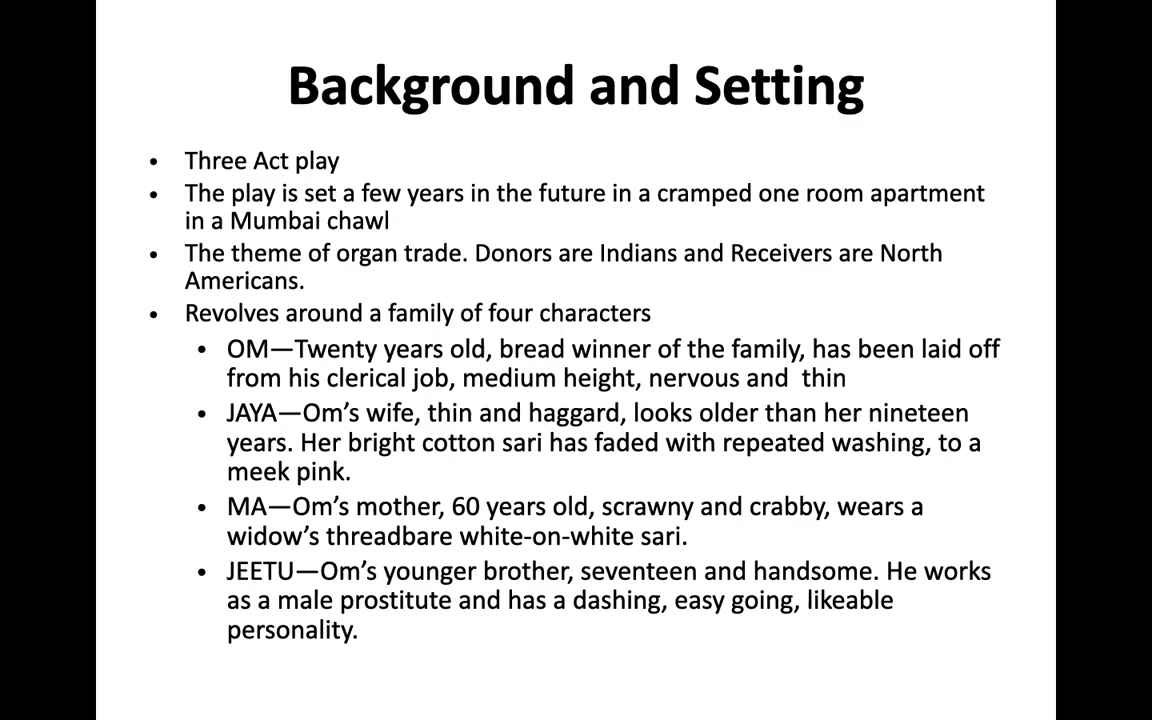 Background and Setting
• Three Act play
• The play is set a few years in the future in a cramped one room apartment
in a Mumbai chawl
• The theme of organ trade. Donors are Indians and Receivers are North
Americans.
• Revolves around a family of four characters
• OM—Twenty years old, bread winner of the family, has been laid off
from his clerical job, medium height, nervous and  thin
• JAYA—Om’s wife, thin and haggard, looks older than her nineteen
years. Her bright cotton sari has faded with repeated washing, to a
meek pink.
• MA—Om’s mother, 60 years old, scrawny and crabby, wears a
widow’s threadbare white-on-white sari.
• JEETU—Om’s younger brother, seventeen and handsome. He works
as a male prostitute and has a dashing, easy going, likeable
personality.